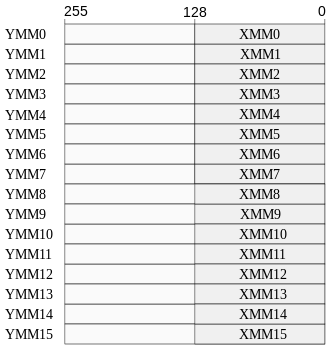 255 128 0
YMM0 XMM0
YMM1 XMM1
YMM2 XMM2
YMM3 XMM3
YMM4 XMM4
YMM5 XMM5
YMM6 XMM6
YMM7 XMM7
YMM8 XMM8
YMM9 XMM9
YMM10 XMM10
YMM11 XMM11
YMM12 XMM12
YMM13 XMM13
YMM14 XMM14
YMM15 XMM15